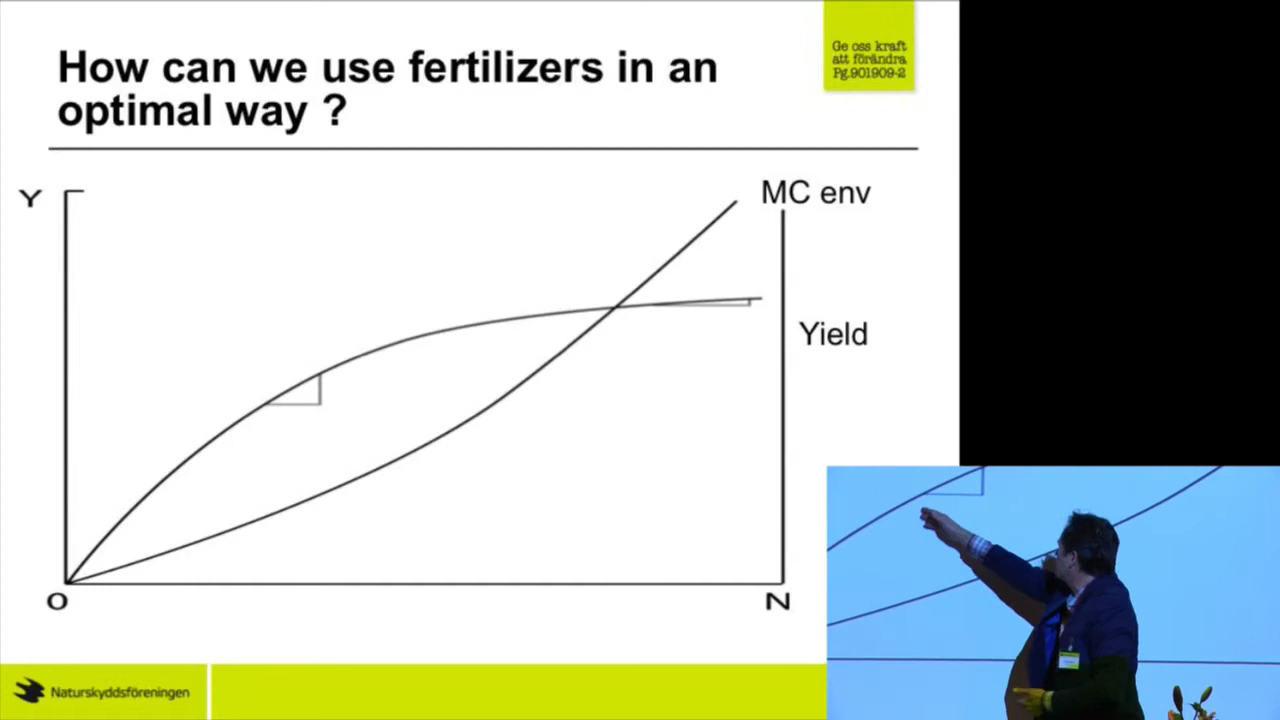 How can we use fertilizers in an
optimal way ?
Ge oss kraft
att förändra
Pg.901909-2
Y
MC env
Yield
O
N
Naturskyddsföreningen